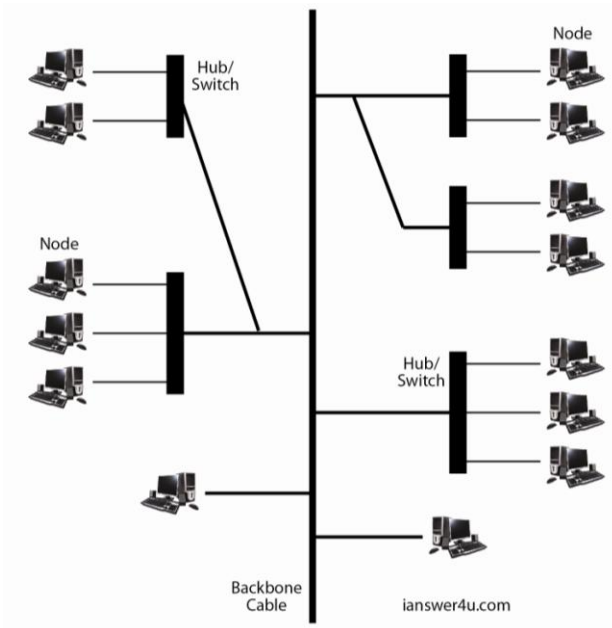 Node
Hub/
Switch
Node
Hub/
Switch
Backbone
Cable
ianswer4u.com